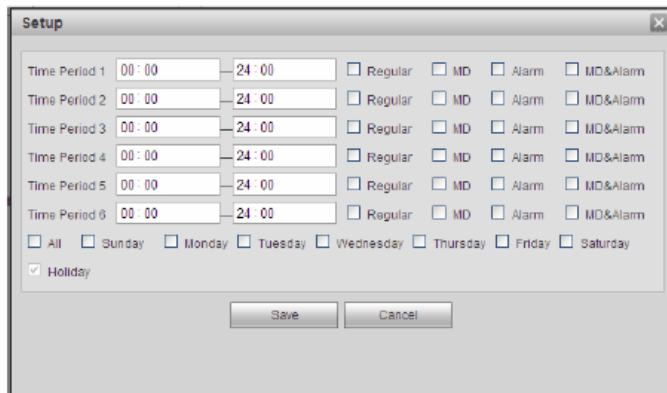 Setup
Time Period 1 00:00 — 24:00 Regular MD Alarm MD&Alarm
Time Period 2 00:00 — 24:00 Regular MD Alarm MD&Alarm
Time Period 3 00:00 — 24:00 Regular MD Alarm MD&Alarm
Time Period 4 00:00 — 24:00 Regular MD Alarm MD&Alarm
Time Period 5 00:00 — 24:00 Regular MD Alarm MD&Alarm
Time Period 6 00:00 — 24:00 Regular MD Alarm MD&Alarm
All Sunday Monday Tuesday Wednesday Thursday Friday Saturday
Holiday
Save Cancel